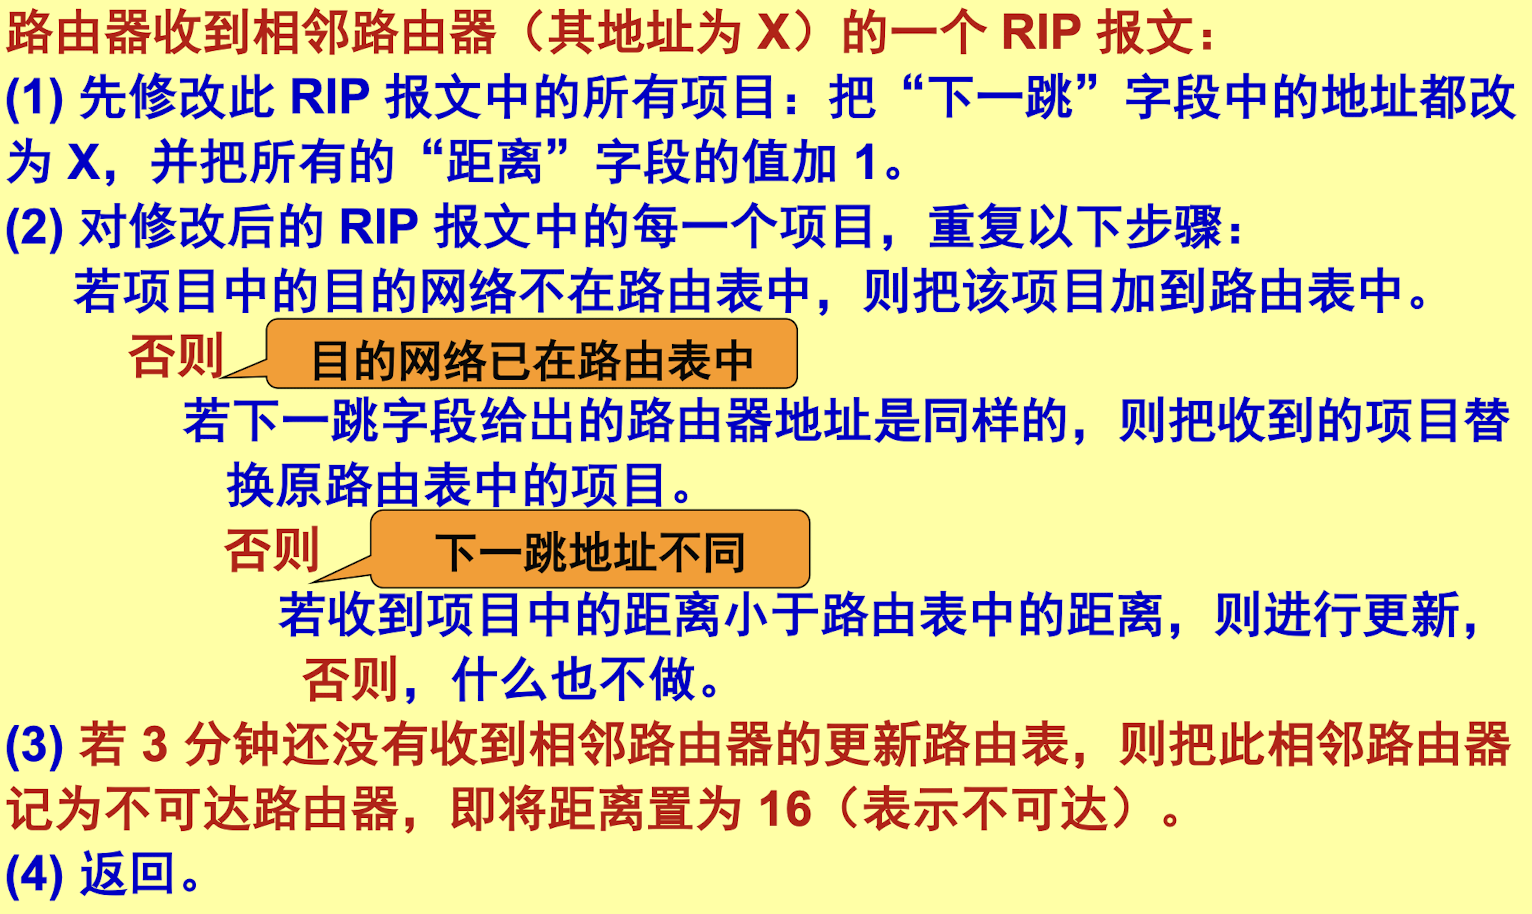 路由器收到相邻路由器（其地址为 X）的一个 RIP 报文：
(1) 先修改此 RIP 报文中的所有项目：把“下一跳”字段中的地址都改
为 X，并把所有的“距离”字段的值加 1。
(2) 对修改后的 RIP 报文中的每一个项目，重复以下步骤：
若项目中的目的网络不在路由表中，则把该项目加到路由表中。
否则 目的网络已在路由表中
若下一跳字段给出的路由器地址是同样的，则把收到的项目替
换原路由表中的项目。
否则 下一跳地址不同
若收到项目中的距离小于路由表中的距离，则进行更新，
否则，什么也不做。
(3) 若 3 分钟还没有收到相邻路由器的更新路由表，则把此相邻路由器
记为不可达路由器，即将距离置为 16（表示不可达）。
(4) 返回。